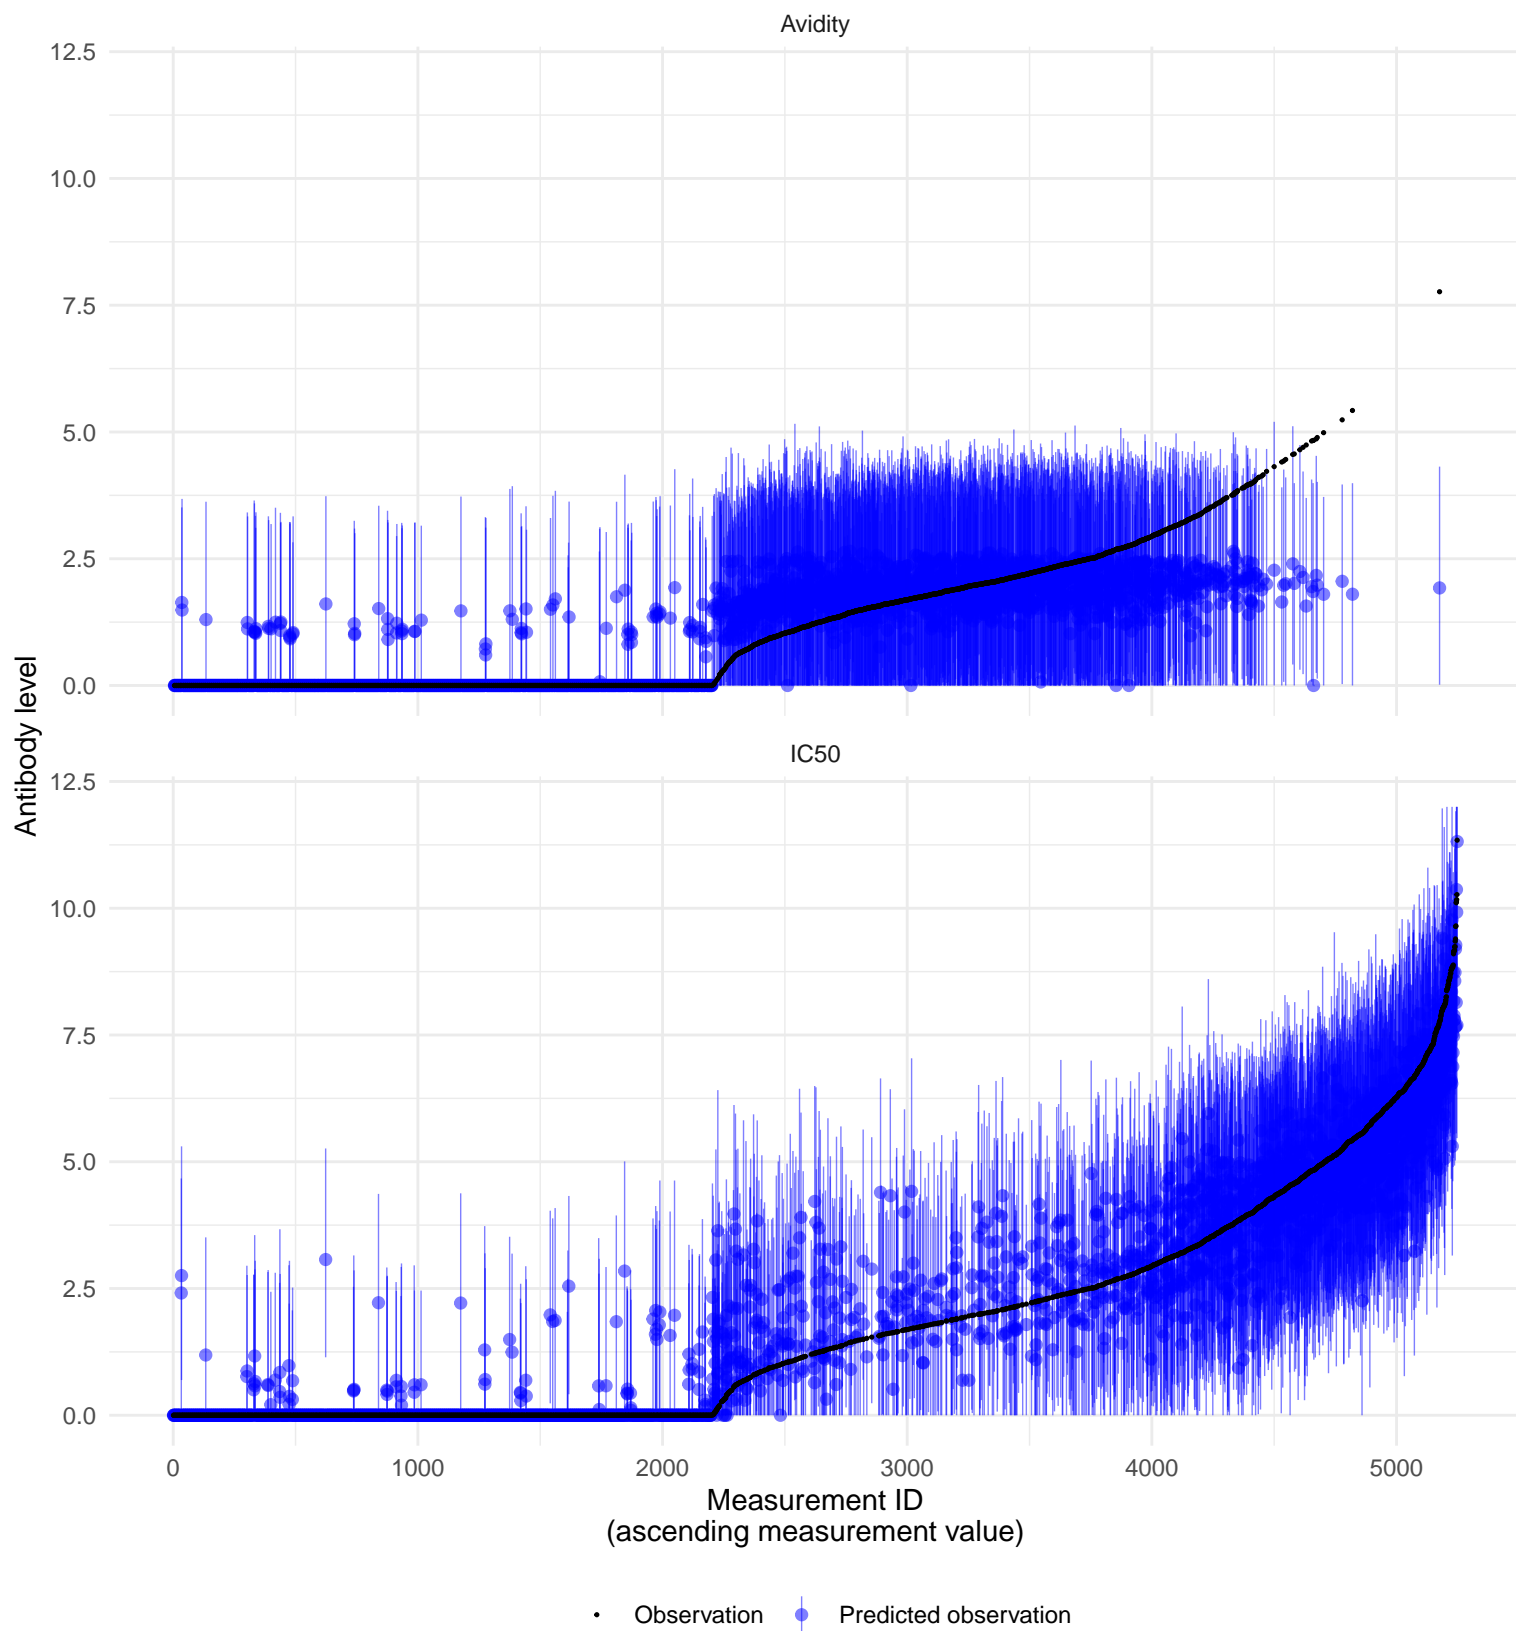 Avidity
12.5
10.0
7.5
5.0
2.5
0.0
Antibody level
IC50
12.5
10.0
7.5
5.0
2.5
0.0
0 1000 2000 3000 4000 5000
Measurement ID
(ascending measurement value)
Observation Predicted observation